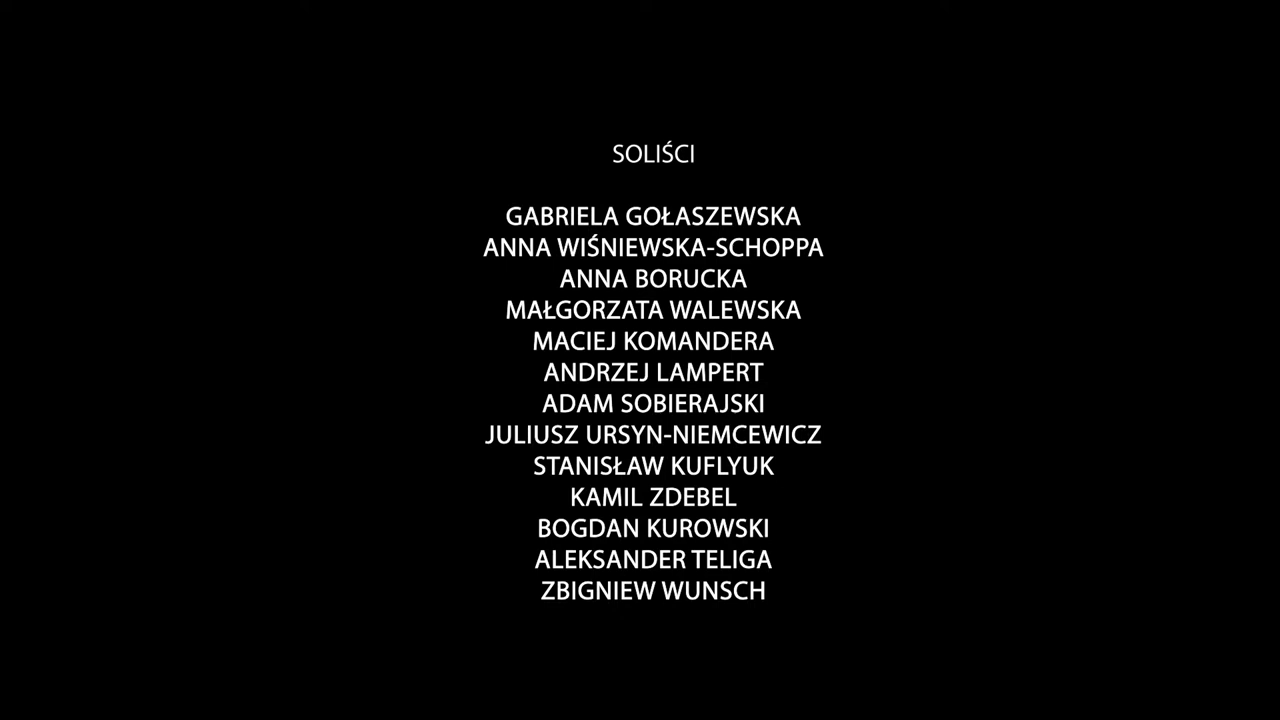 SOLIŚCI
GABRIELA GOŁASZEWSKA
ANNA WIŚNIEWSKA-SCHOPPA
ANNA BORUCKA
MAŁGORZATA WALEWSKA
MACIEJ KOMANDERA
ANDRZEJ LAMPERT
ADAM SOBIERAJSKI
JULIUSZ URSYN-NIEMCEWICZ
STANISŁAW KUFLYUK
KAMIL ZDEBEL
BOGDAN KUROWSKI
ALEKSANDER TELIGA
ZBIGNIEW WUNSCH